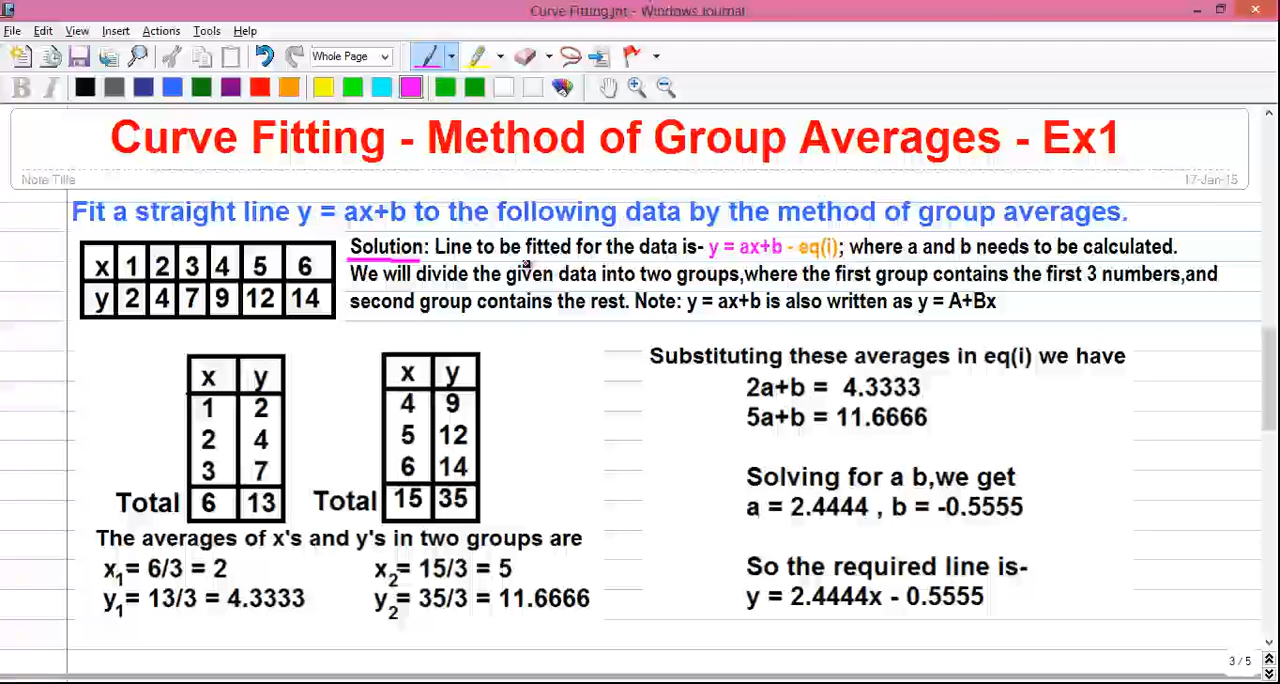 Curve Fitting.jnt - Windows Journal
File Edit View Insert Actions Tools Help
Whole Page
B I
Curve Fitting - Method of Group Averages - Ex1
Note Title
17-Jan-15
Fit a straight line y = ax+b to the following data by the method of group averages.
x 1 2 3 4 5 6
y 2 4 7 9 12 14
Solution: Line to be fitted for the data is- y = ax+b - eq(i); where a and b needs to be calculated.
We will divide the given data into two groups,where the first group contains the first 3 numbers,and
second group contains the rest. Note: y = ax+b is also written as y = A+Bx
x y
1 2
2 4
3 7
Total 6 13
x y
4 9
5 12
6 14
Total 15 35
The averages of x's and y's in two groups are
x1= 6/3 = 2
y1= 13/3 = 4.3333
x2= 15/3 = 5
y2= 35/3 = 11.6666
Substituting these averages in eq(i) we have
2a+b = 4.3333
5a+b = 11.6666
Solving for a b,we get
a = 2.4444 , b = -0.5555
So the required line is-
y = 2.4444x - 0.5555
3 / 5